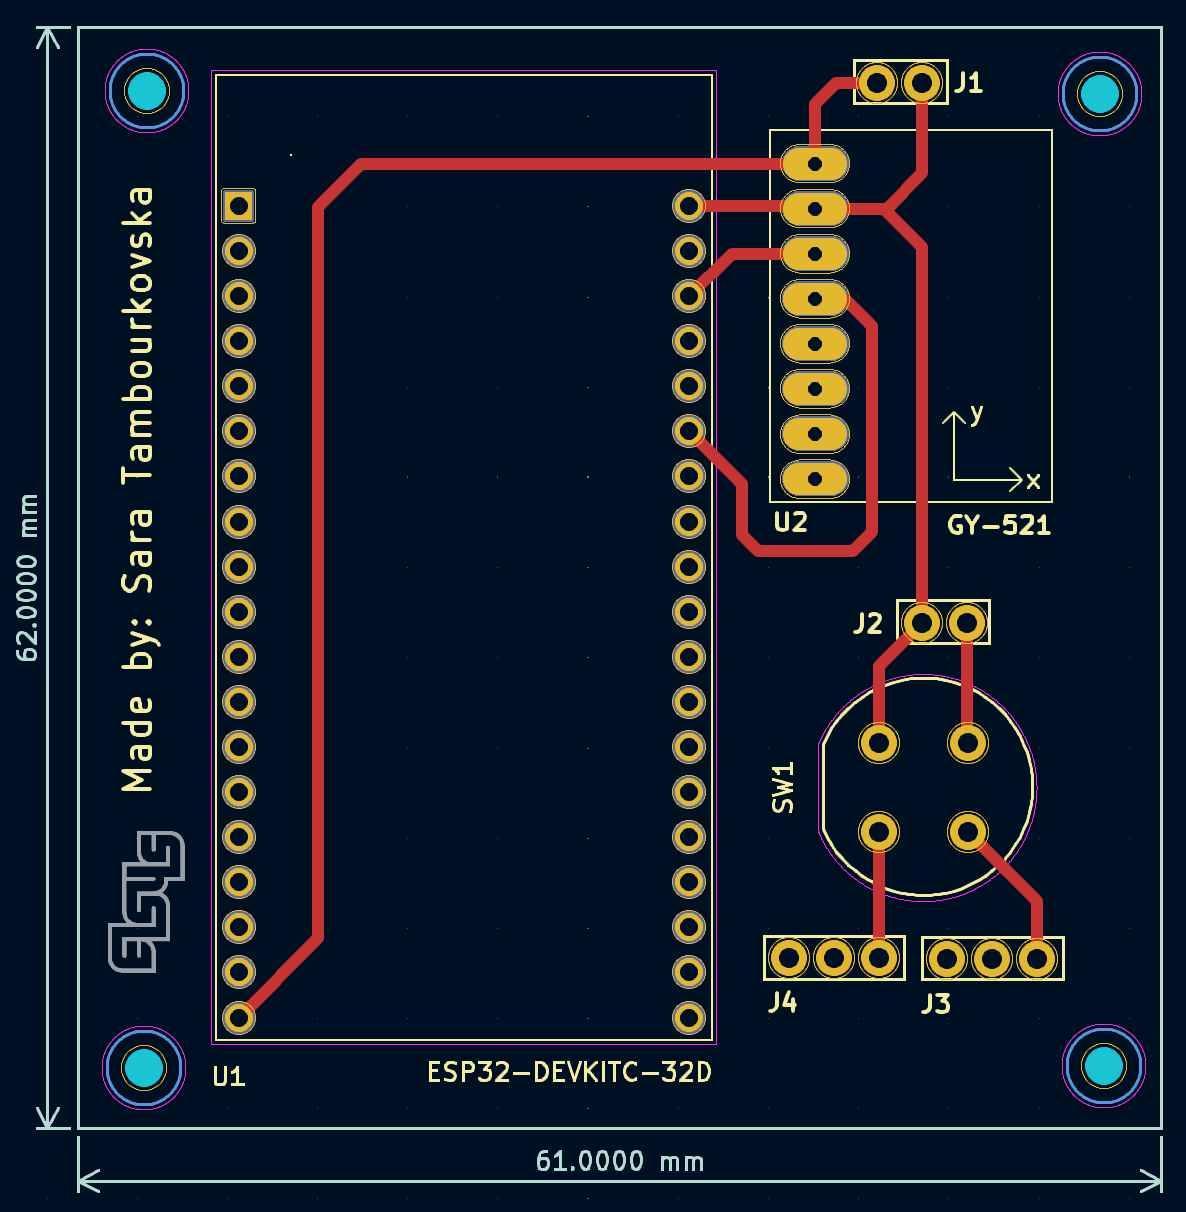 J1
Made by: Sara Tambourkovska
y
x
U2
GY-521
62.0000 mm
J2
SW1
elsys
J4
J3
U1
ESP32-DEVKITC-32D
61.0000 mm